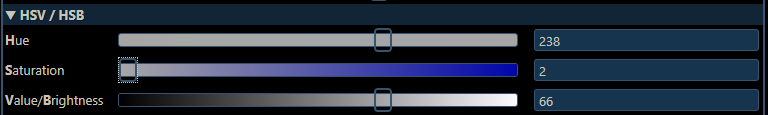 ▼ HSV / HSB
Hue 238
Saturation 2
Value/Brightness 66